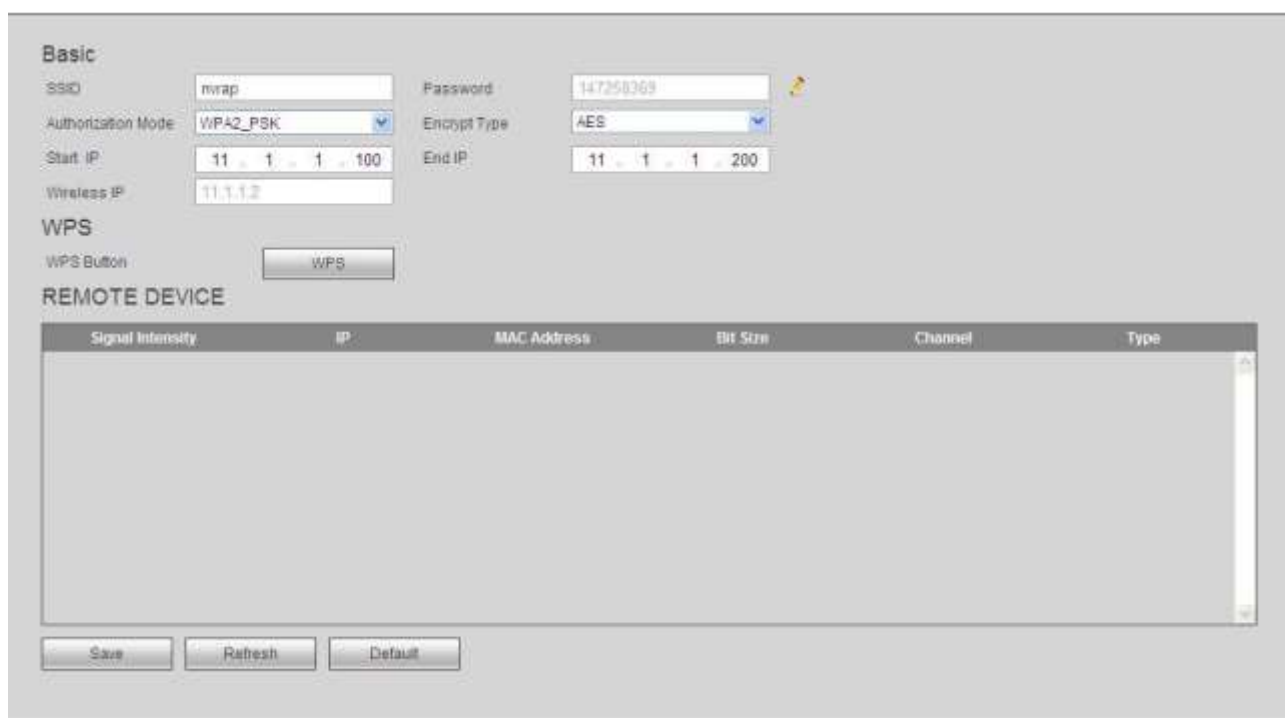 Basic
SSID nvrap Password 147258369
Authorization Mode WPA2_PSK Encrypt Type AES
Start IP 11 . 1 . 1 . 100 End IP 11 . 1 . 1 . 200
Wireless IP 11.1.1.2
WPS
WPS Button WPS
REMOTE DEVICE
Signal Intensity IP MAC Address Bit Size Channel Type
Save Refresh Default